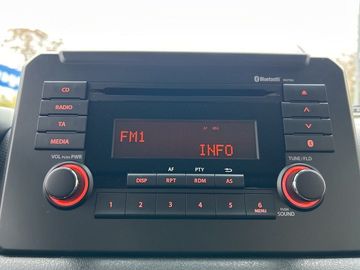 Bluetooth
CD
RADIO
TA
MEDIA
FM1
AF
INFO
VOL PUSH PWR
AF PTY
TUNE/FLD
DISP RPT RDM AS
1 2 3 4 5 6
MENU
PUSH
SOUND